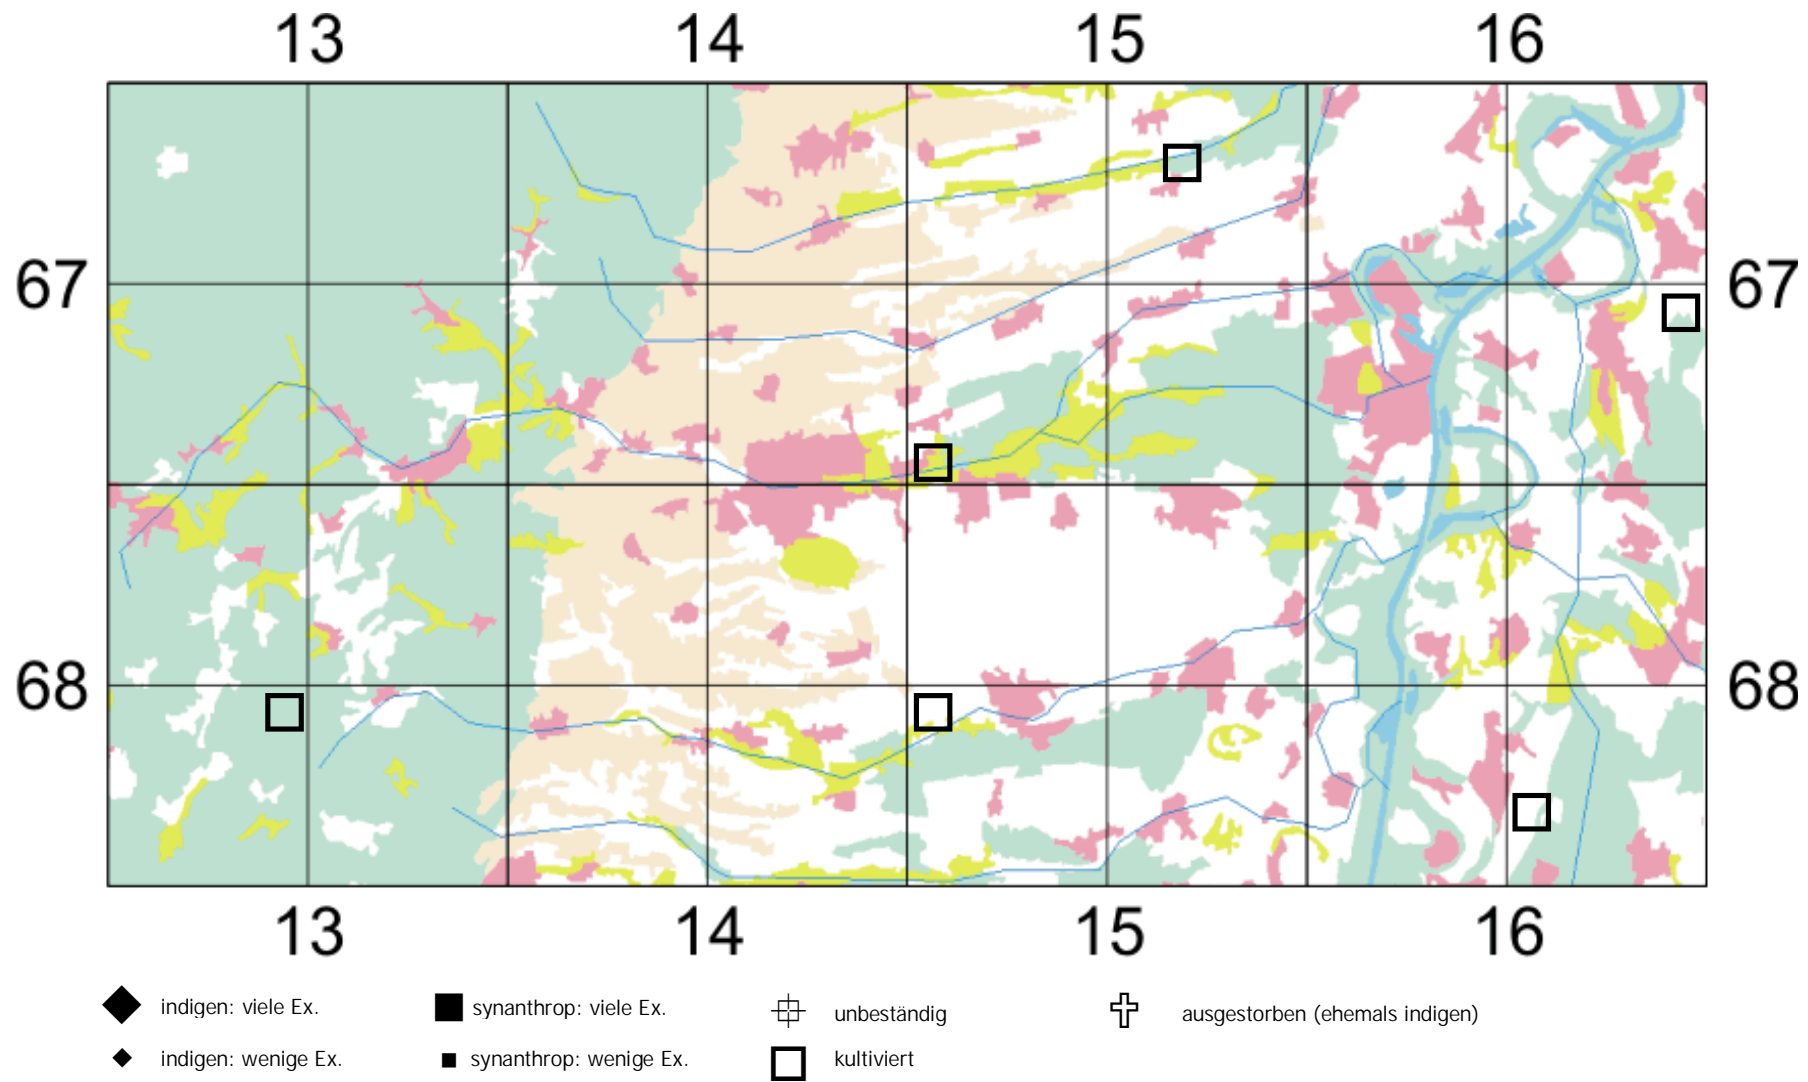 13 14 15 16
67 67
68 68
13 14 15 16
indigen: viele Ex. synanthrop: viele Ex. unbeständig ausgestorben (ehemals indigen)
indigen: wenige Ex. synanthrop: wenige Ex. kultiviert